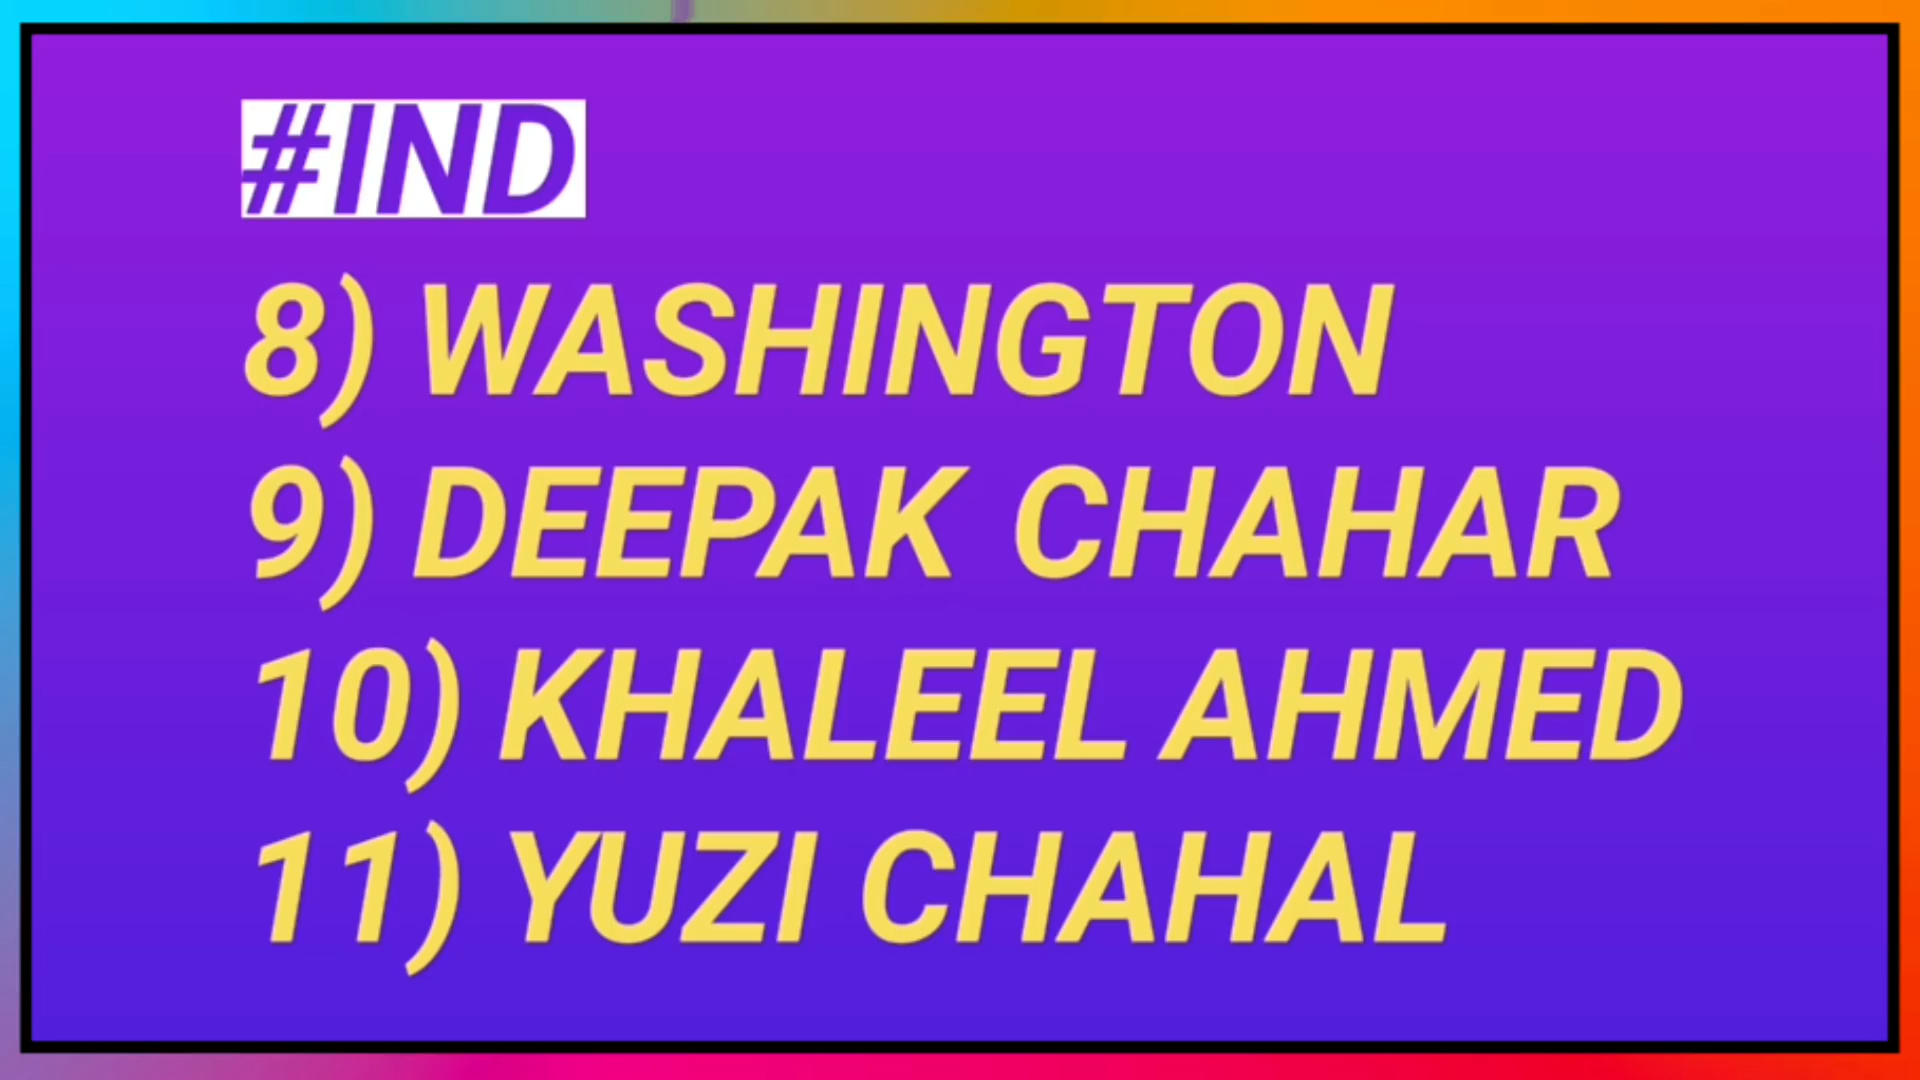 #IND
8) WASHINGTON
9) DEEPAK CHAHAR
10) KHALEEL AHMED
11) YUZI CHAHAL